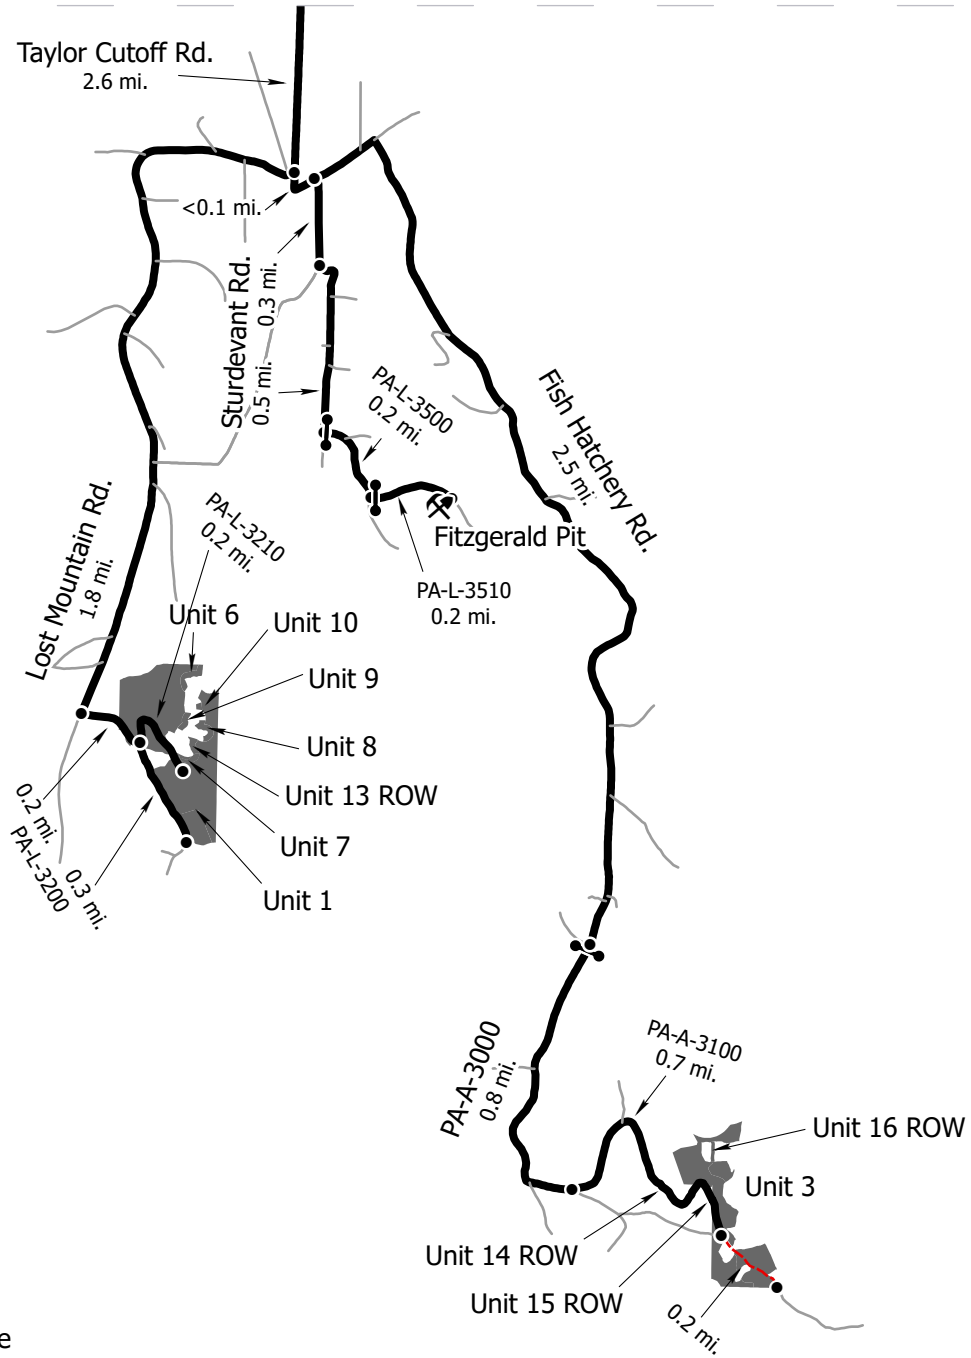 Taylor Cutoff Rd.
2.6 mi.
<0.1 mi.
Sturdevant Rd.
0.3 mi.
0.5 mi.
PA-L-3500
0.2 mi.
Fish Hatchery Rd.
2.5 mi.
Fitzgerald Pit
PA-L-3510
0.2 mi.
Lost Mountain Rd.
1.8 mi.
PA-L-3210
0.2 mi.
Unit 6
Unit 10
Unit 9
Unit 8
Unit 13 ROW
Unit 7
Unit 1
0.2 mi.
PA-L-3200
0.3 mi.
PA-A-3000
0.8 mi.
PA-A-3100
0.7 mi.
Unit 16 ROW
Unit 3
Unit 14 ROW
Unit 15 ROW
0.2 mi.
e